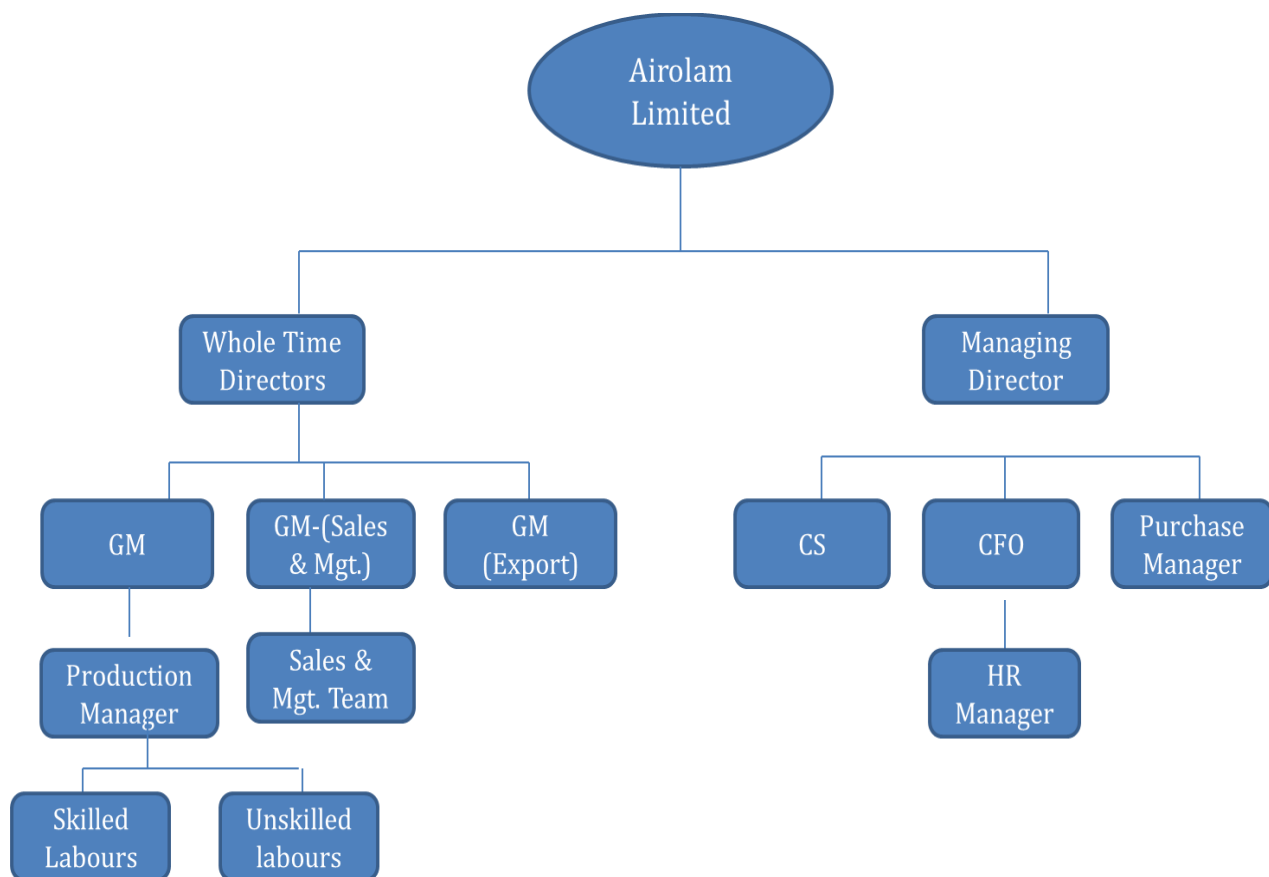 Airolam
Limited
Whole Time
Directors
Managing
Director
GM
GM-(Sales
& Mgt.)
GM
(Export)
CS
CFO
Purchase
Manager
Production
Manager
Sales &
Mgt. Team
HR
Manager
Skilled
Labours
Unskilled
labours